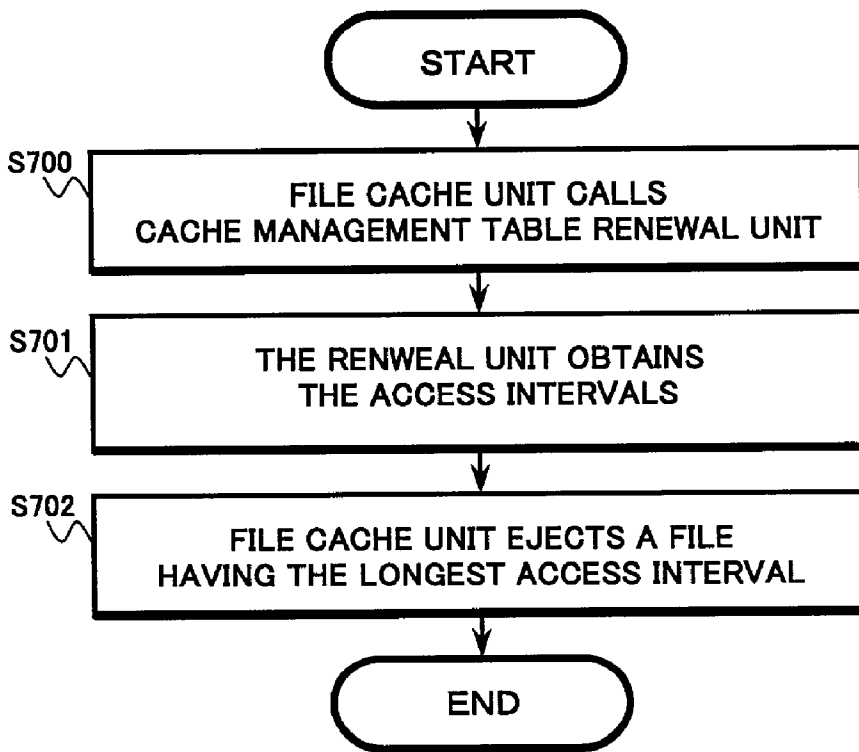 START
S700
FILE CACHE UNIT CALLS
CACHE MANAGEMENT TABLE RENEWAL UNIT
S701
THE RENWEAL UNIT OBTAINS
THE ACCESS INTERVALS
S702
FILE CACHE UNIT EJECTS A FILE
HAVING THE LONGEST ACCESS INTERVAL
END